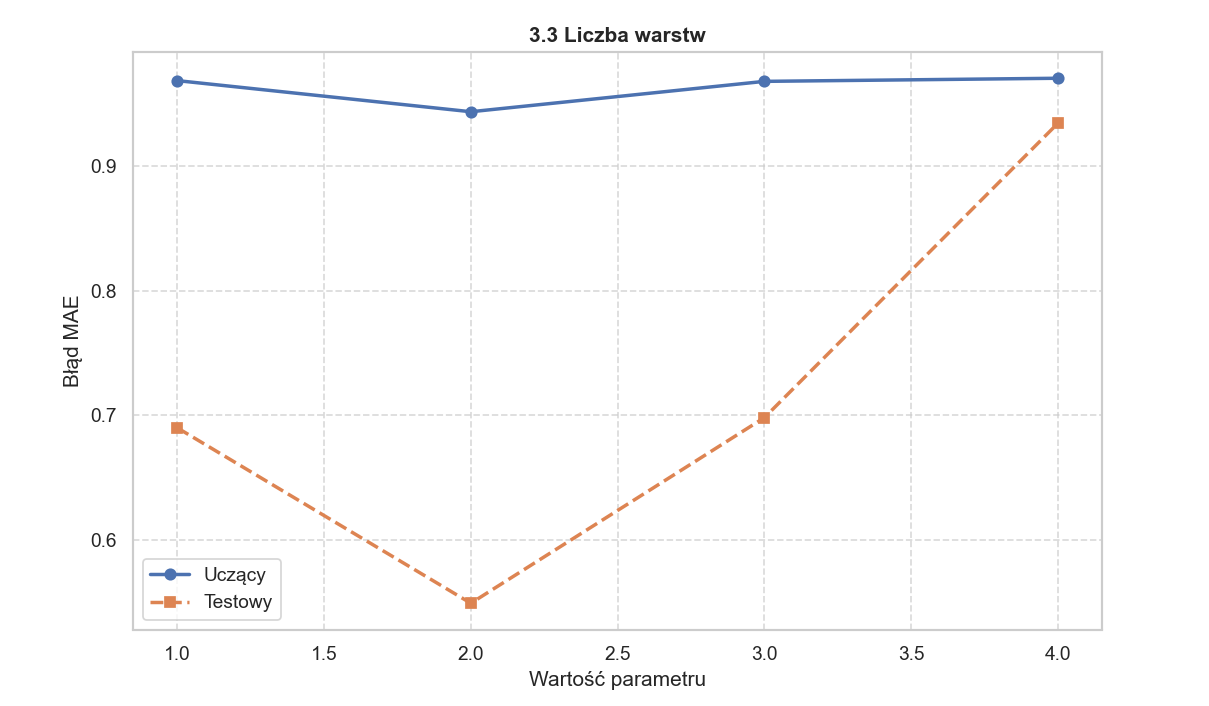 3.3 Liczba warstw
Błąd MAE
0.9
0.8
0.7
0.6
Uczący
Testowy
1.0 1.5 2.0 2.5 3.0 3.5 4.0
Wartość parametru